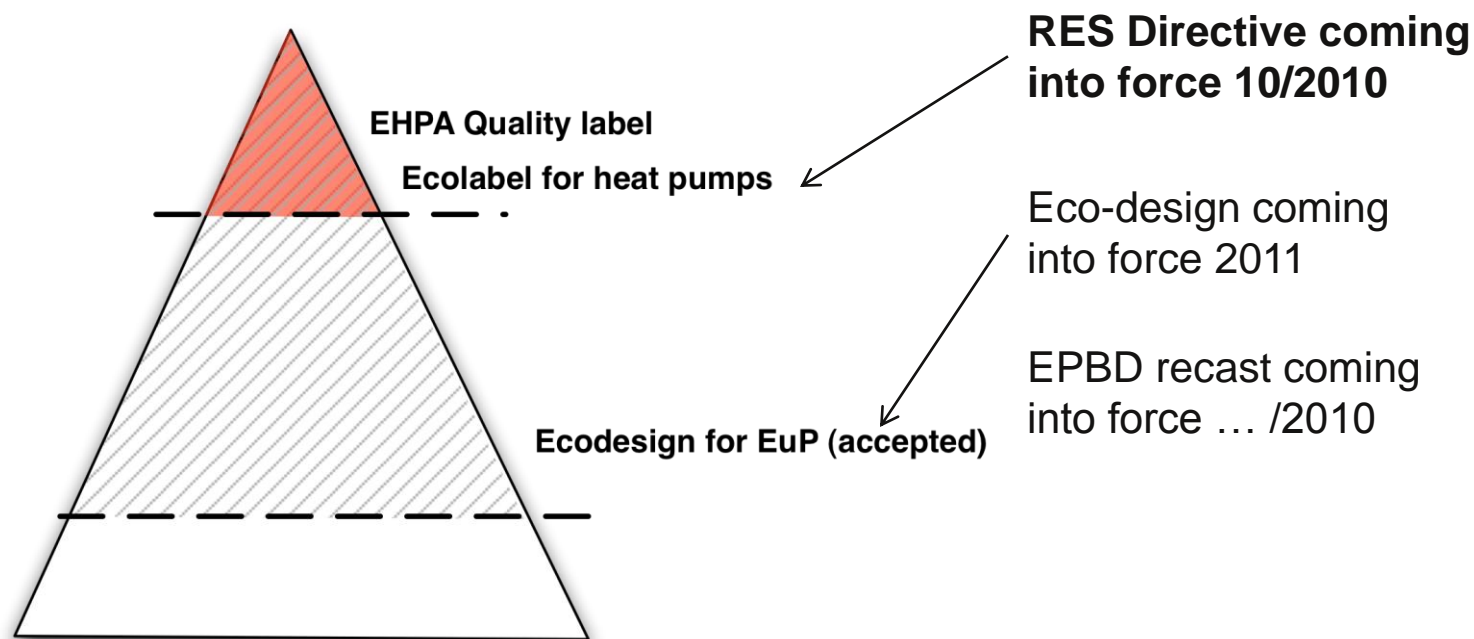 RES Directive coming
into force 10/2010
EHPA Quality label
Ecolabel for heat pumps
Eco-design coming
into force 2011
EPBD recast coming
into force … /2010
Ecodesign for EuP (accepted)